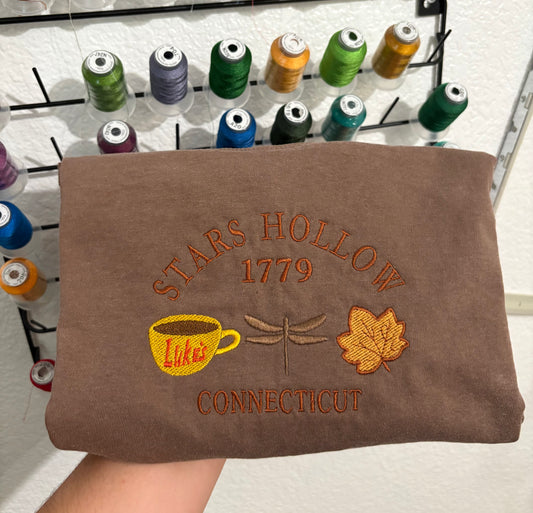 STARS HOLLOW
1779
Luke's
CONNECTICUT